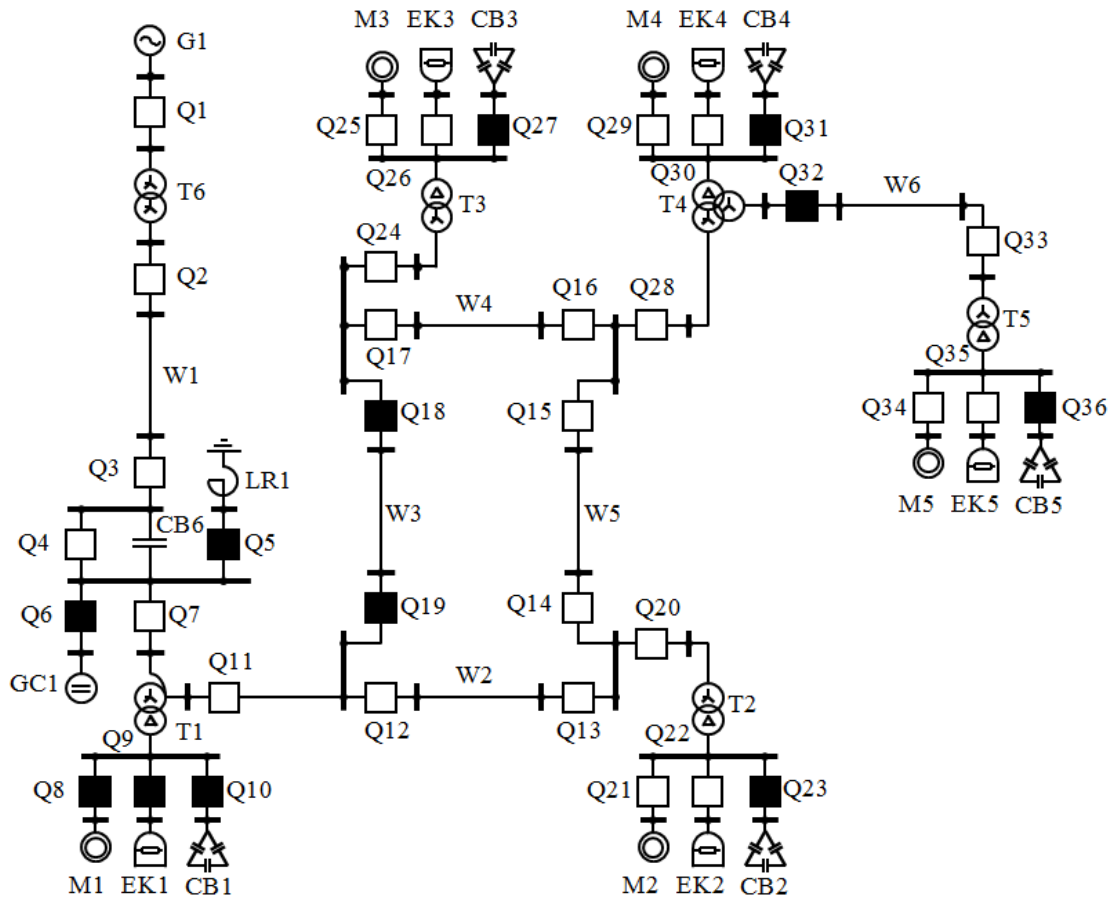 M3 EK3 CB3 M4 EK4 CB4
G1
Q1 Q25 Q27 Q29 Q31
Q26 Q30 Q32 W6
T6 T3 T4
Q24 Q33
Q2 Q16 Q28
W4 T5
Q17 Q35
W1
Q18 Q15 Q34 Q36
Q3 LR1
M5 EK5 CB5
CB6
Q4 Q5 W3 W5
Q6 Q7 Q19 Q14 Q20
Q11 W2
GC1
T1 T2
Q9 Q12 Q13 Q22
Q8 Q10 Q21 Q23
M1 EK1 CB1 M2 EK2 CB2